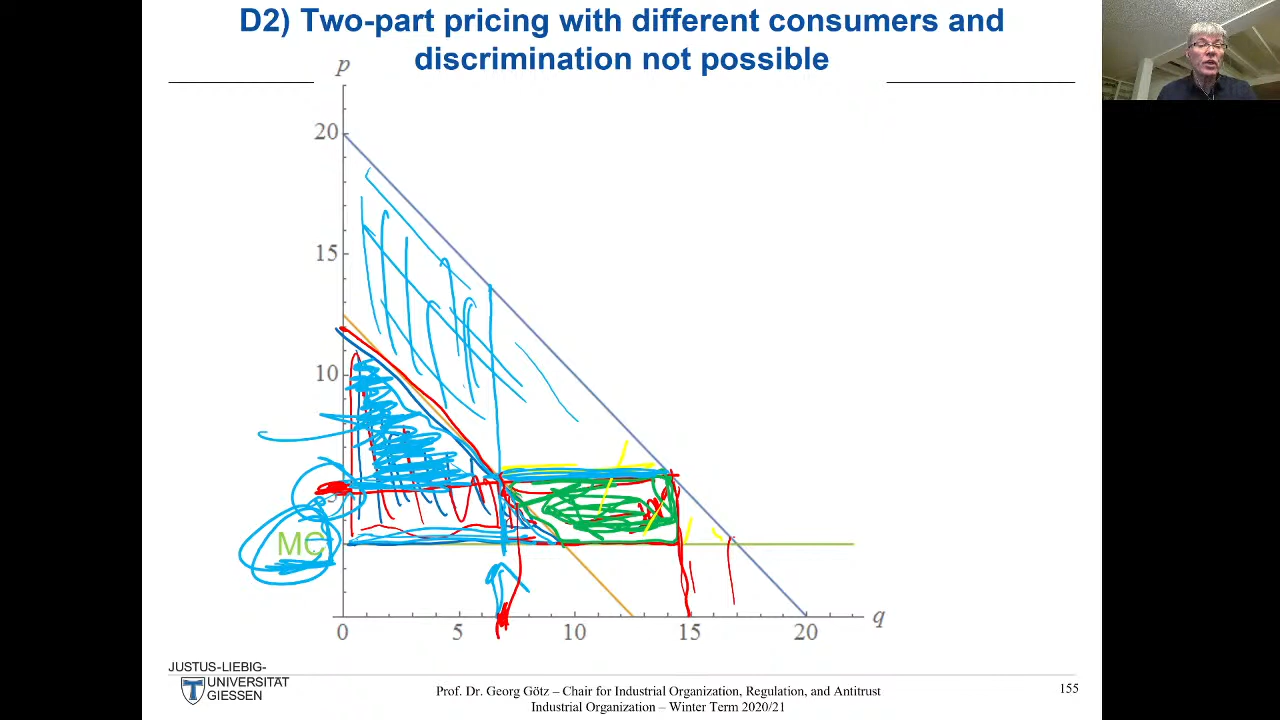 D2) Two-part pricing with different consumers and
discrimination not possible
p
20
15
10
5
MC
0 5 10 15 20 q
JUSTUS-LIEBIG-
UNIVERSITÄT
GIESSEN
Prof. Dr. Georg Götz – Chair for Industrial Organization, Regulation, and Antitrust
Industrial Organization – Winter Term 2020/21
155